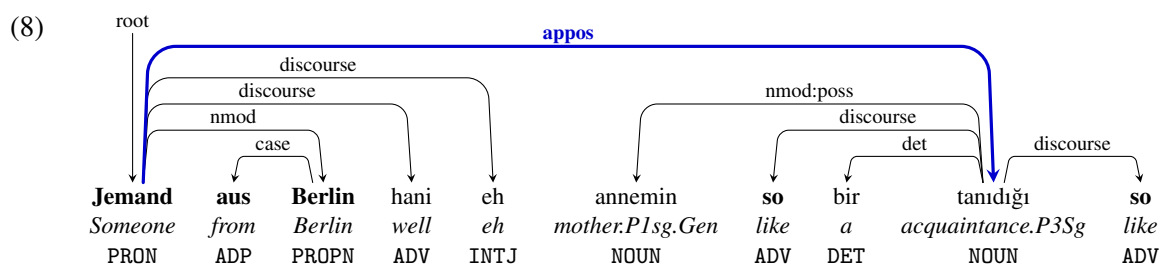 (8)
root
appos
discourse
discourse nmod:poss
nmod discourse
case det discourse
Jemand aus Berlin hani eh annemin so bir tanıdığı so
Someone from Berlin well eh mother.P1sg.Gen like a acquaintance.P3Sg like
PRON ADP PROPN ADV INTJ NOUN ADV DET NOUN ADV